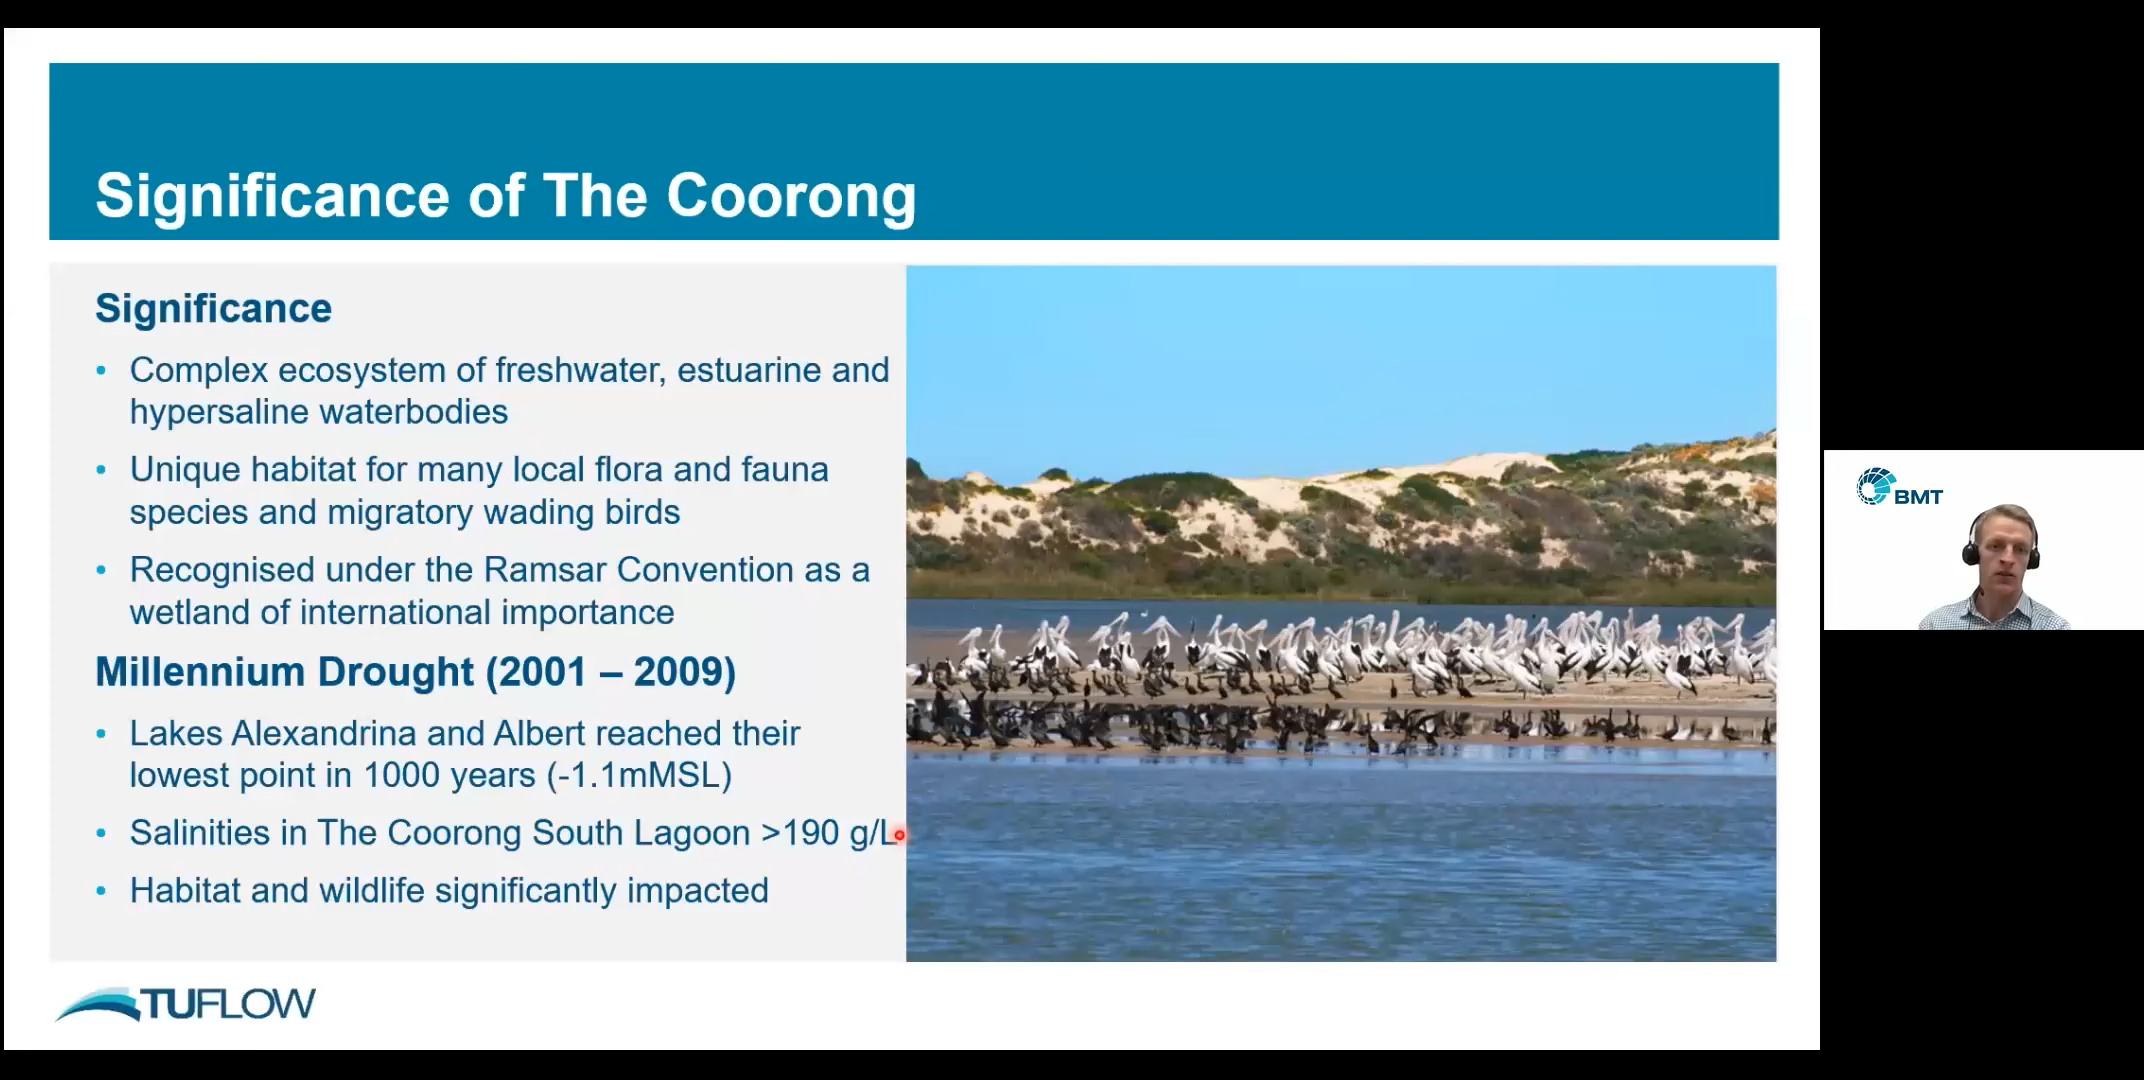 Significance of The Coorong
Significance
• Complex ecosystem of freshwater, estuarine and
hypersaline waterbodies
• Unique habitat for many local flora and fauna
species and migratory wading birds
• Recognised under the Ramsar Convention as a
wetland of international importance
Millennium Drought (2001 – 2009)
• Lakes Alexandrina and Albert reached their
lowest point in 1000 years (-1.1mMSL)
• Salinities in The Coorong South Lagoon >190 g/L
• Habitat and wildlife significantly impacted
TUFLOW
BMT